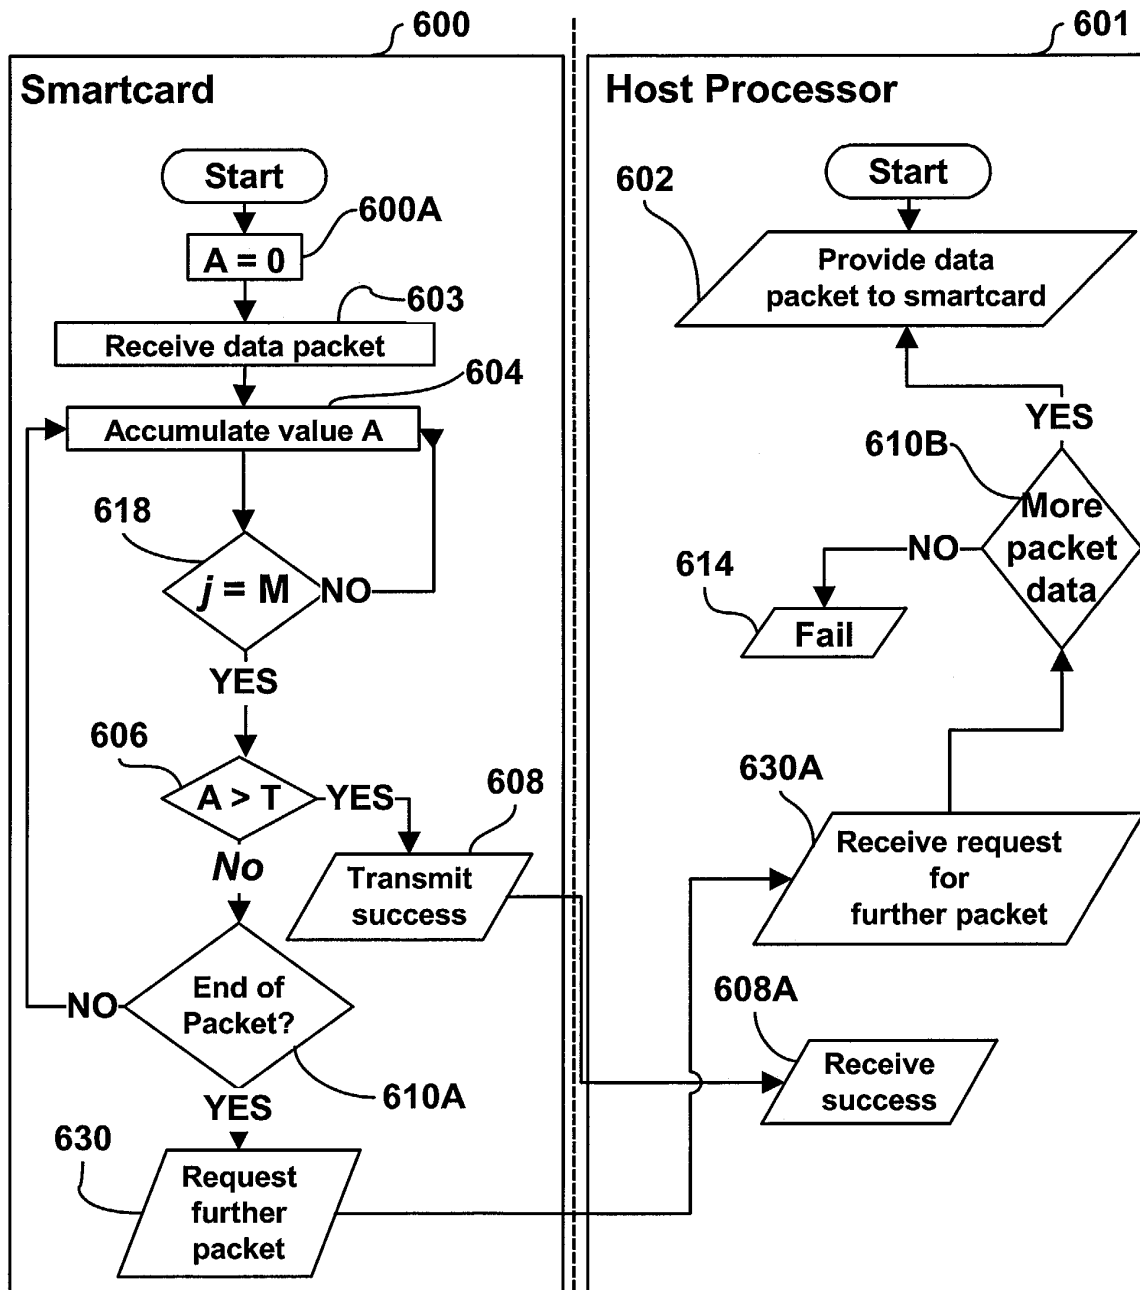 600
Smartcard
Start
600A
A = 0
603
Receive data packet
604
Accumulate value A
618
j = M
NO
YES
606
A > T
YES
608
No
Transmit
success
End of
Packet?
NO
610A
YES
630
Request
further
packet
601
Host Processor
602
Start
Provide data
packet to smartcard
YES
610B
More
packet
data
NO
614
Fail
630A
Receive request
for
further packet
608A
Receive
success